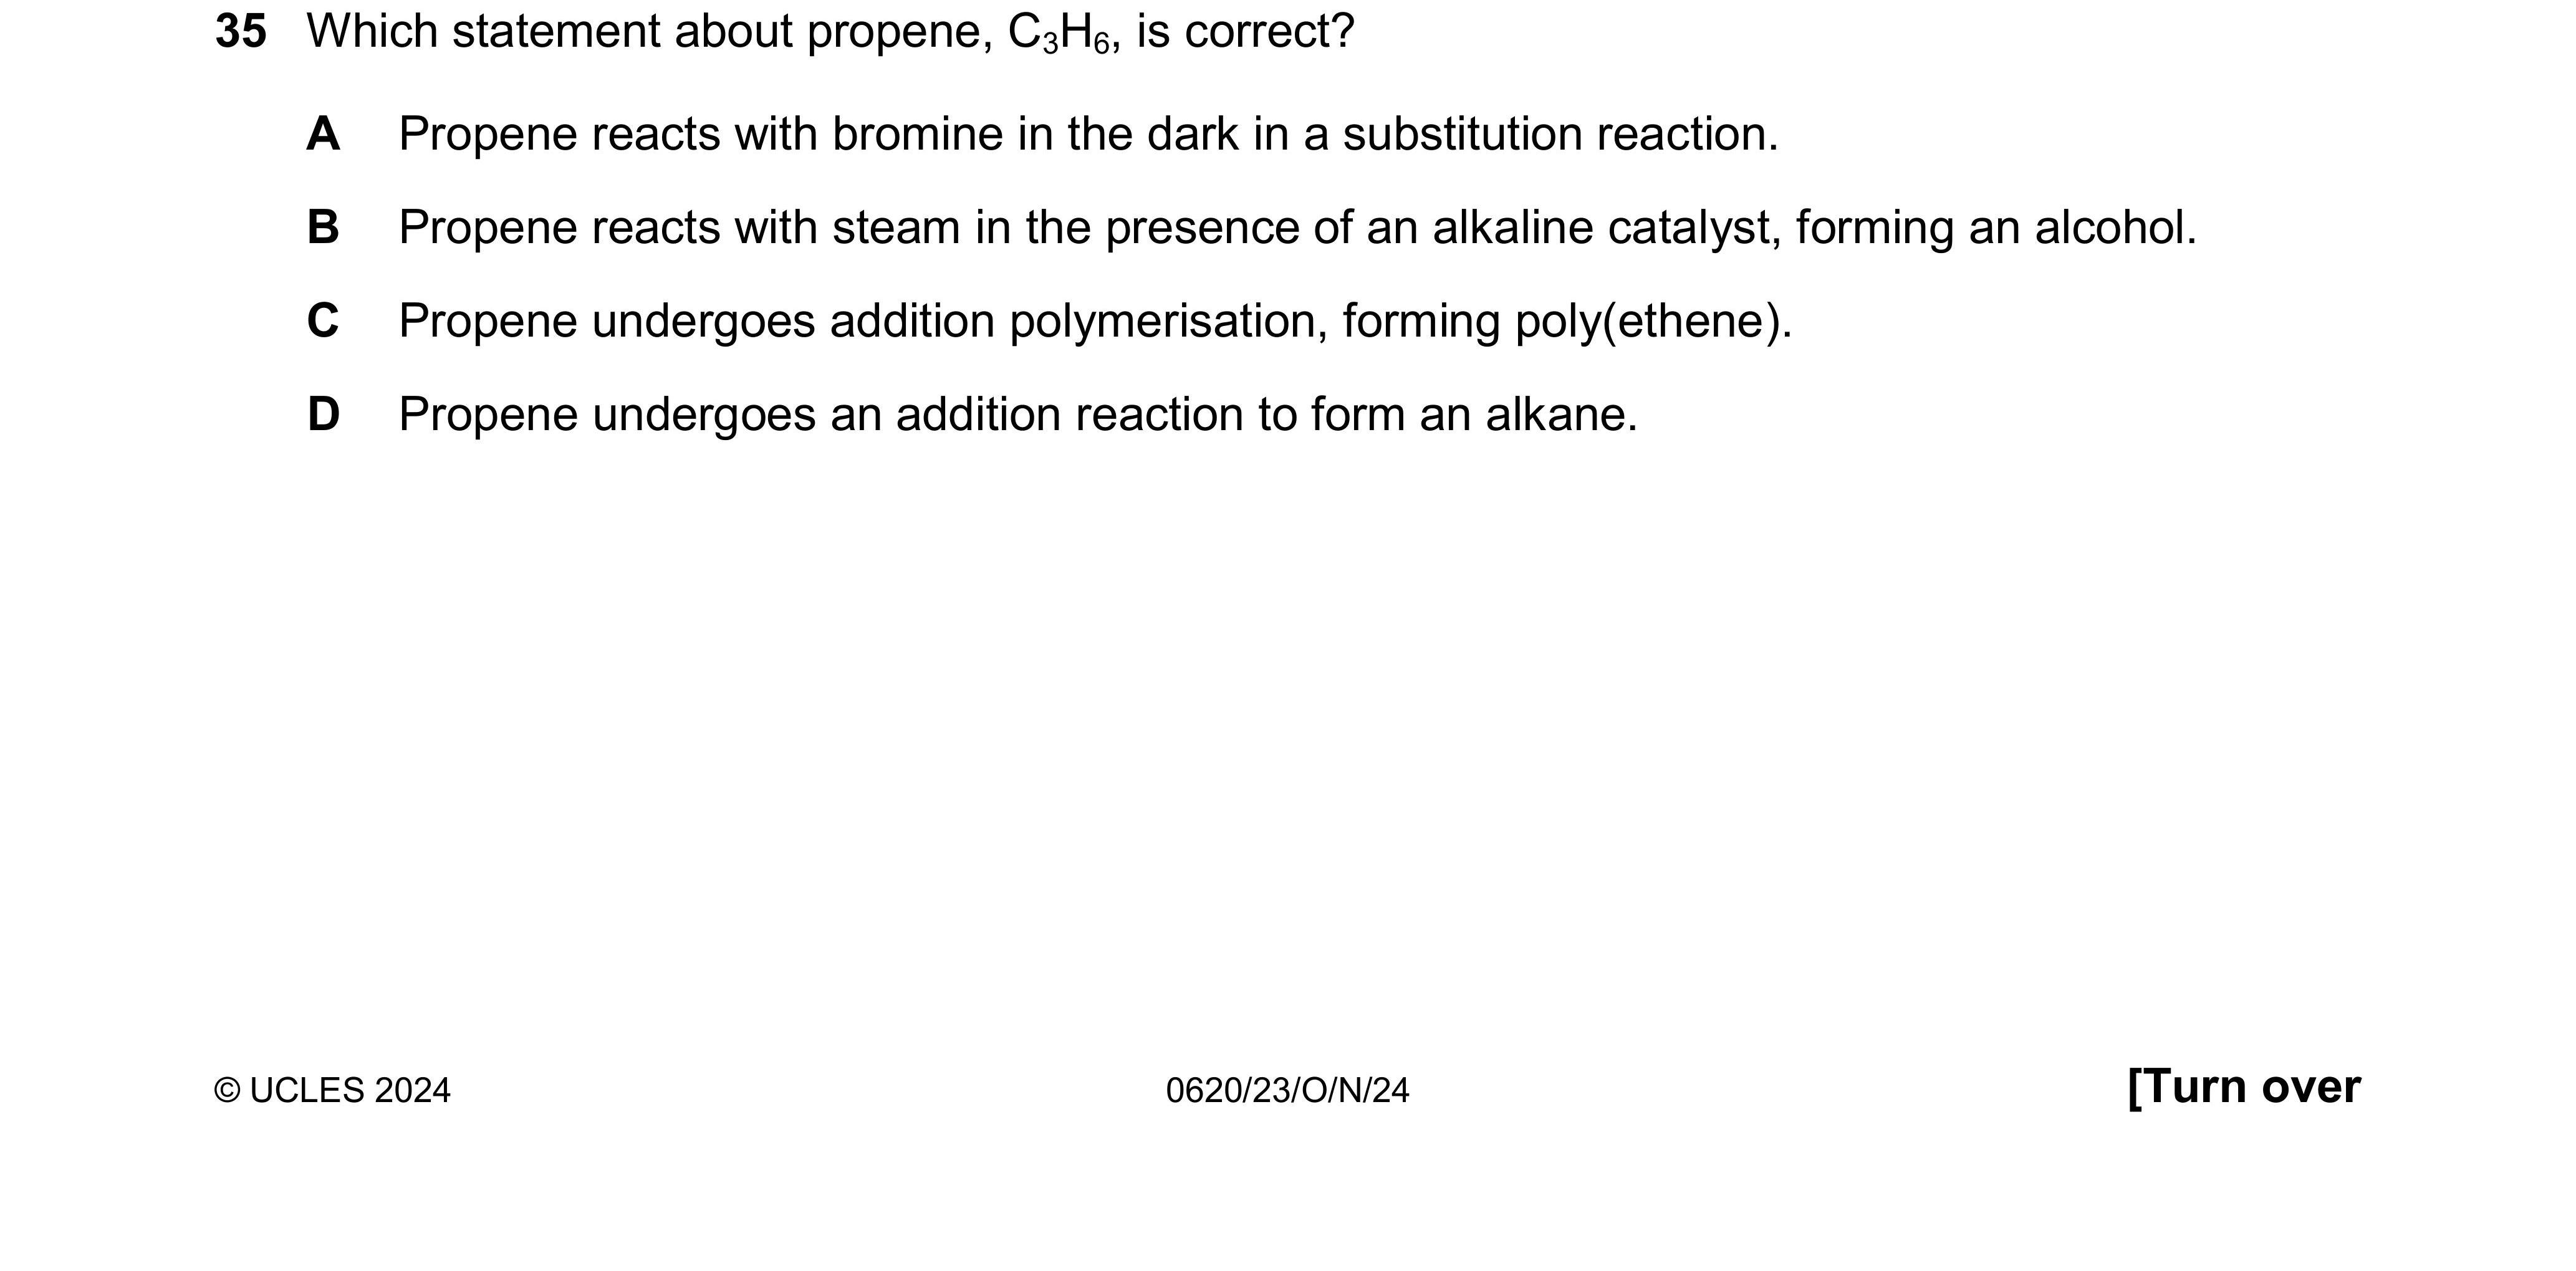 35 Which statement about propene, C₃H₆, is correct?
A Propene reacts with bromine in the dark in a substitution reaction.
B Propene reacts with steam in the presence of an alkaline catalyst, forming an alcohol.
C Propene undergoes addition polymerisation, forming poly(ethene).
D Propene undergoes an addition reaction to form an alkane.
© UCLES 2024 0620/23/O/N/24 [Turn over